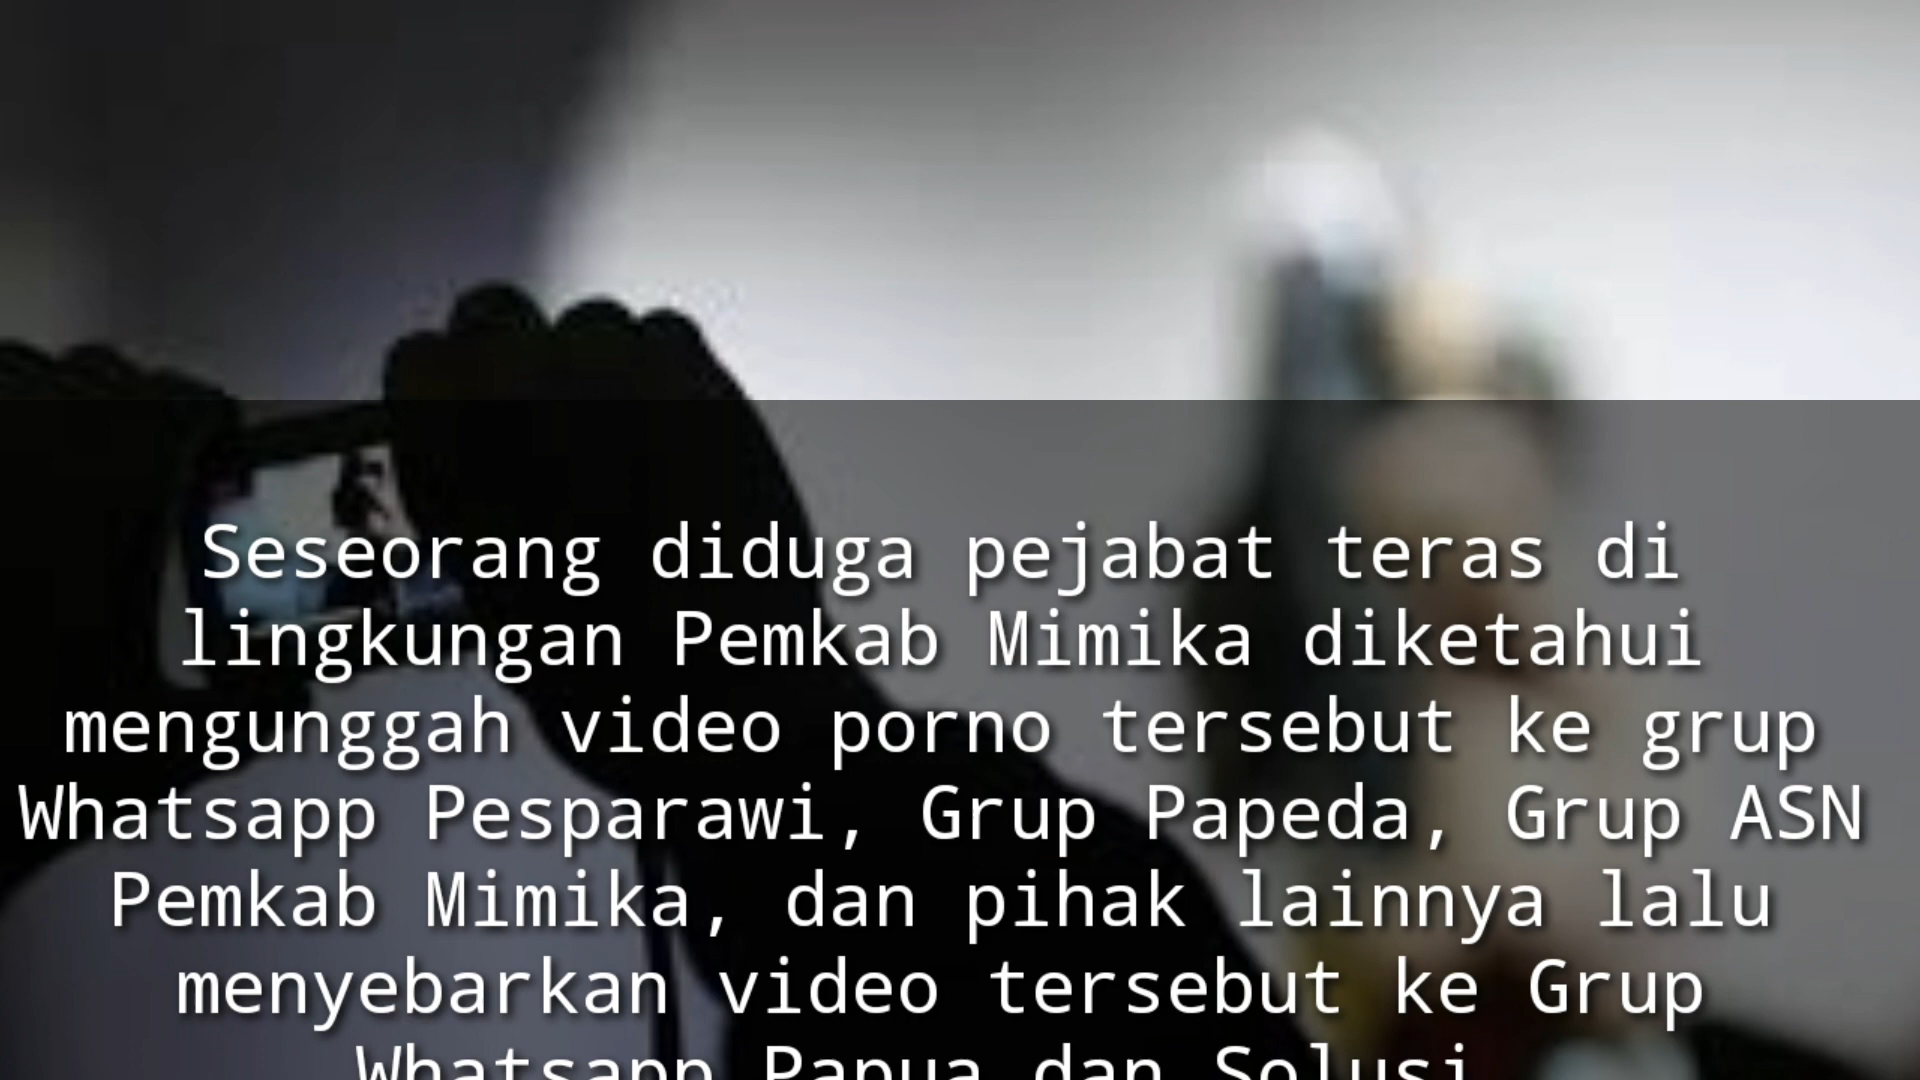 Seseorang diduga pejabat teras di
lingkungan Pemkab Mimika diketahui
mengunggah video porno tersebut ke grup
Whatsapp Pesparawi, Grup Papeda, Grup ASN
Pemkab Mimika, dan pihak lainnya lalu
menyebarkan video tersebut ke Grup
Whatsapp Papua dan Solusi